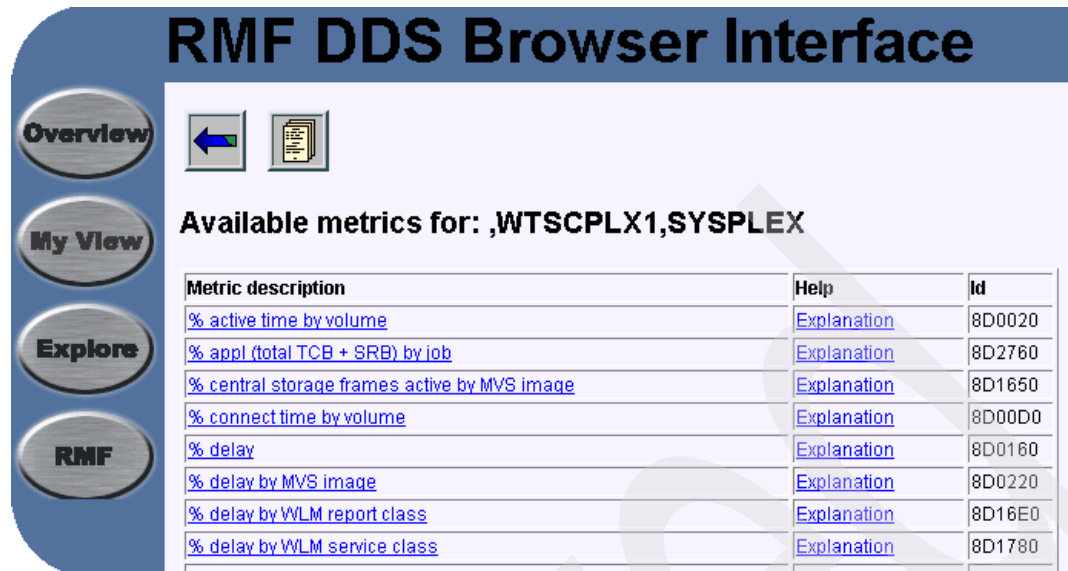 RMF DDS Browser Interface
Overview
My View
Explore
RMF
Available metrics for: ,WTSCPLX1,SYSPLEX
Metric description Help Id
% active time by volume Explanation 8D0020
% appl (total TCB + SRB) by job Explanation 8D2760
% central storage frames active by MVS image Explanation 8D1650
% connect time by volume Explanation 8D00D0
% delay Explanation 8D0160
% delay by MVS image Explanation 8D0220
% delay by WLM report class Explanation 8D16E0
% delay by WLM service class Explanation 8D1780